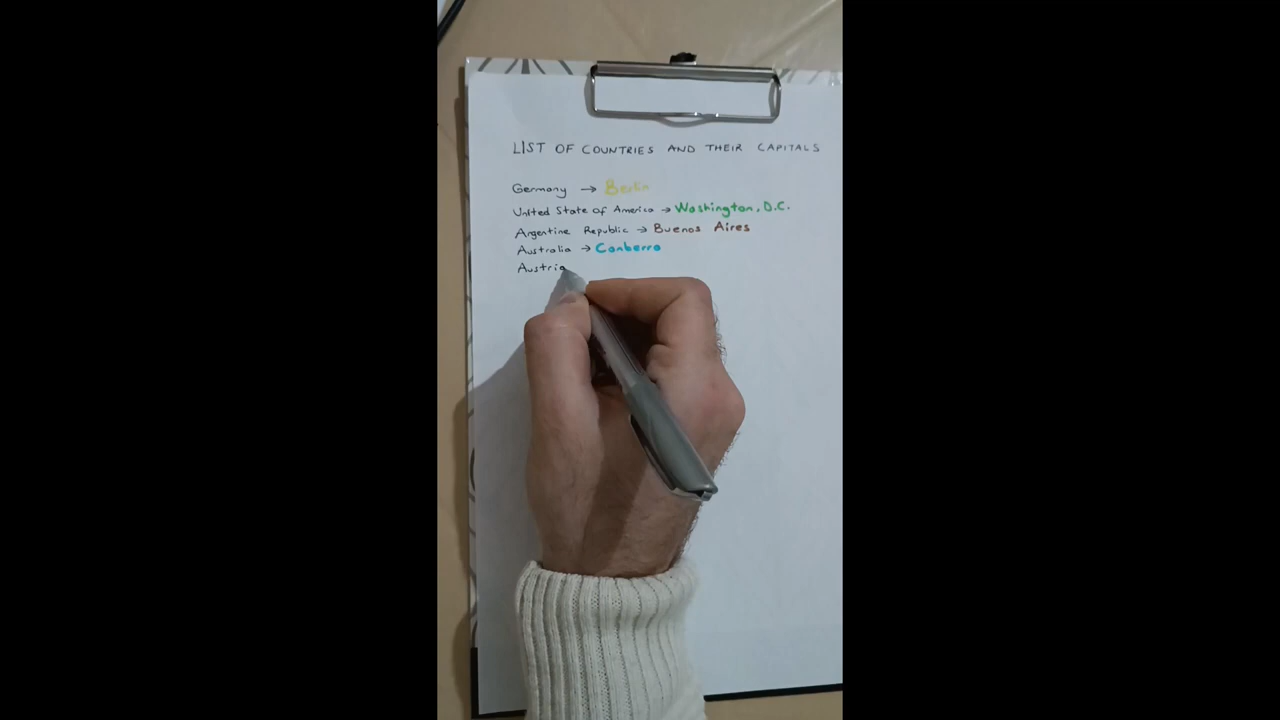 LIST OF COUNTRIES AND THEIR CAPITALS
Germany → Berlin
United State of America → Washington, D.C.
Argentine Republic → Buenos Aires
Australia → Canberra
Austria